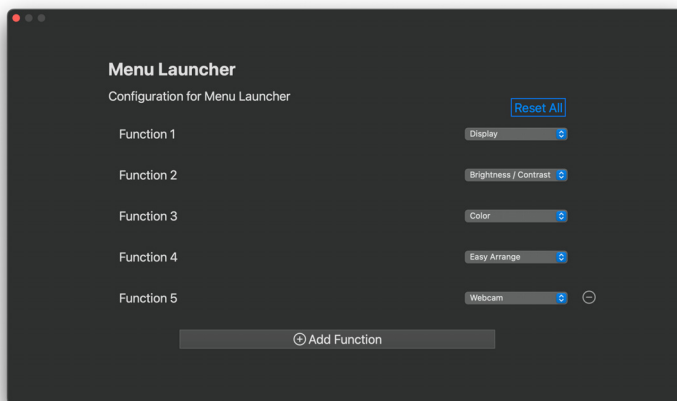 Menu Launcher
Configuration for Menu Launcher
Reset All
Function 1 Display
Function 2 Brightness / Contrast
Function 3 Color
Function 4 Easy Arrange
Function 5 Webcam
Add Function